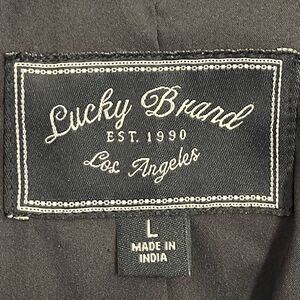 Lucky Brand
EST. 1990
Los Angeles
L
MADE IN
INDIA